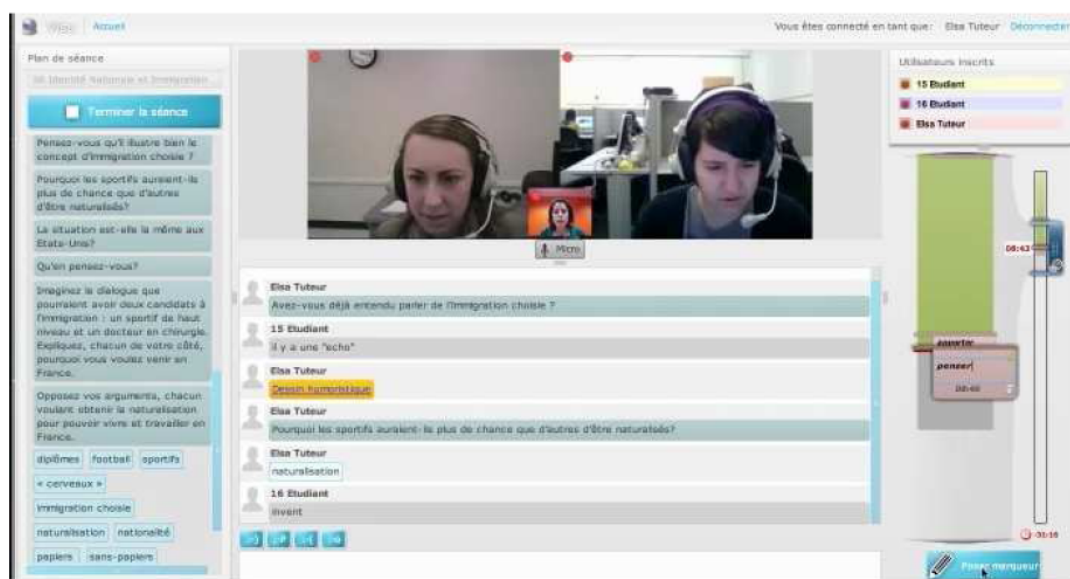 Visu Accueil
Vous êtes connecté en tant que: Elsa Tuteur Déconnecter
Plan de séance
Identité Nationale et Immigration
Terminer la séance
Pensez-vous qu'il illustre bien le
concept d'immigration choisie ?
Pourquoi les sportifs auraient-ils
plus de chance que d'autres
d'être naturalisés?
La situation est-elle la même aux
Etats-Unis?
Qu'en pensez-vous?
Imaginez le dialogue que
pourraient avoir deux candidats à
l'immigration : un sportif de haut
niveau et un docteur en chirurgie.
Expliquez, chacun de votre côté,
pourquoi vous voulez venir en
France.
Opposez vos arguments, chacun
voulant obtenir la naturalisation
pour pouvoir vivre et travailler en
France.
diplômes football sportifs
« cerveaux »
immigration choisie
naturalisation nationalité
papiers sans-papiers
Micro
Elsa Tuteur
Avez-vous déjà entendu parler de l'immigration choisie ?
15 Etudiant
il y a une "echo"
Elsa Tuteur
Dessin humoristique
Elsa Tuteur
Pourquoi les sportifs auraient-ils plus de chance que d'autres d'être naturalisés?
Elsa Tuteur
naturalisation
16 Etudiant
invent
Utilisateurs inscrits
15 Etudiant
16 Etudiant
Elsa Tuteur
penser
Poser marqueur